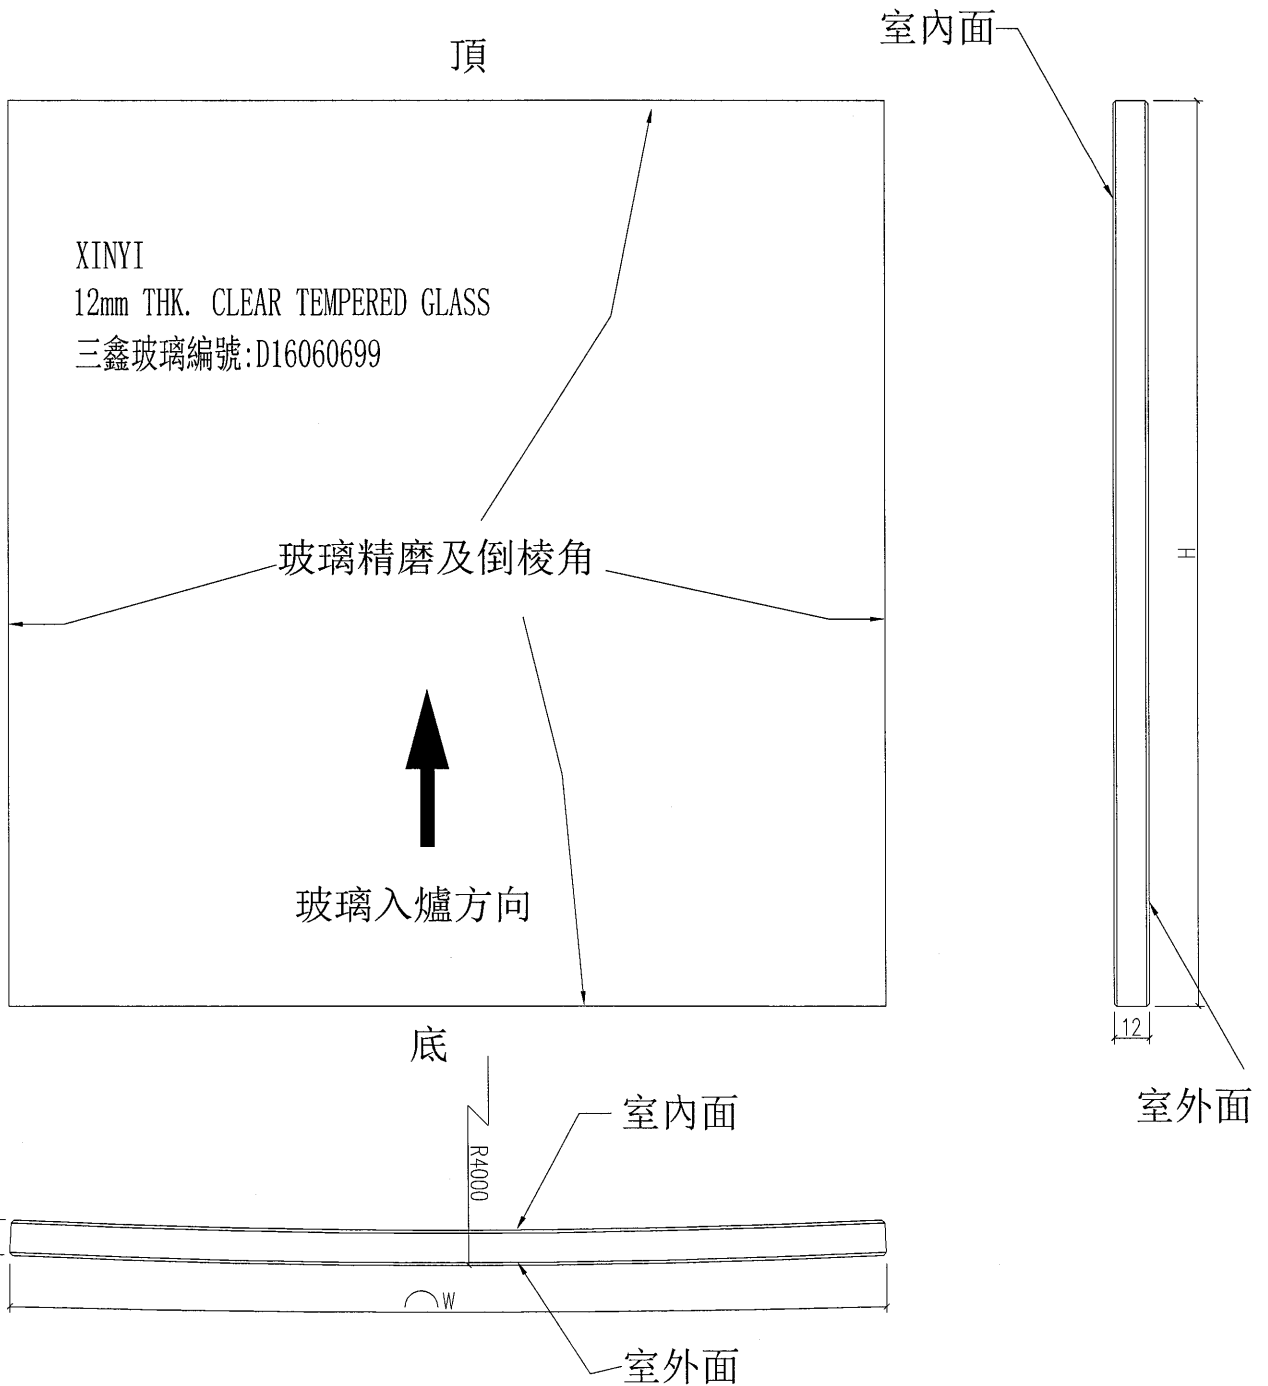 頂
室內面
XINYI
12mm THK. CLEAR TEMPERED GLASS
三鑫玻璃編號:D16060699
玻璃精磨及倒棱角
H
玻璃入爐方向
12
底
室外面
室內面
R4000
W
室外面